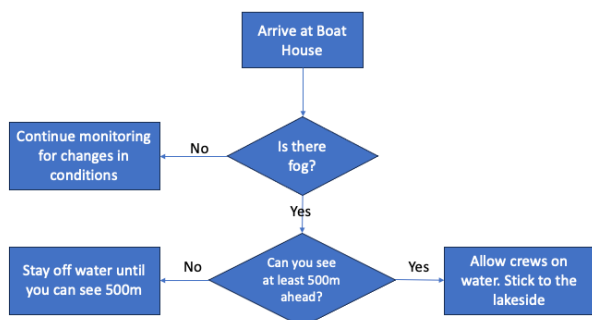 Arrive at Boat
House
Is there
fog?
No
Continue monitoring
for changes in
conditions
Yes
Can you see
at least 500m
ahead?
No
Stay off water until
you can see 500m
Yes
Allow crews on
water. Stick to the
lakeside